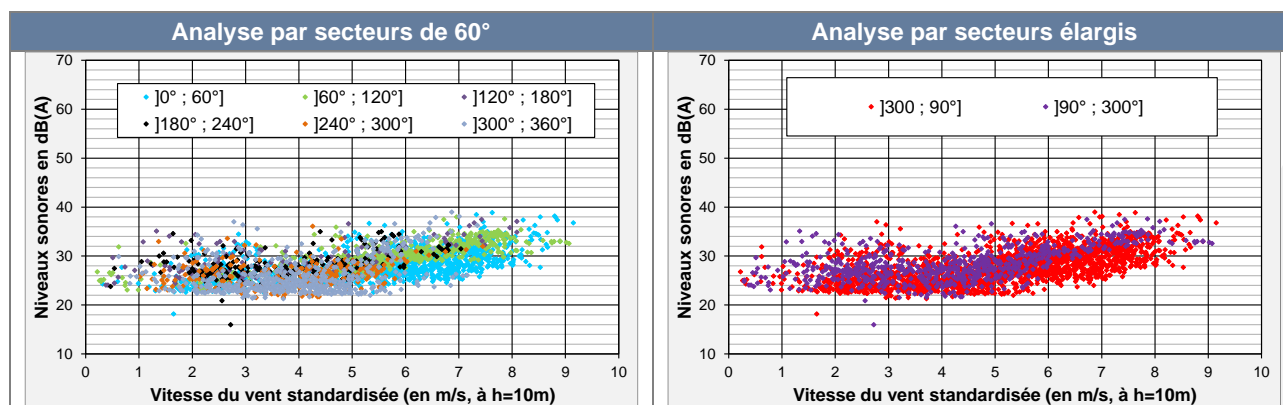 Analyse par secteurs de 60°
Analyse par secteurs élargis
Niveaux sonores en dB(A)
70
60
50
40
30
20
10
]0° ; 60°]
]60° ; 120°]
]120° ; 180°]
]180° ; 240°]
]240° ; 300°]
]300° ; 360°]
0 1 2 3 4 5 6 7 8 9 10
Vitesse du vent standardisée (en m/s, à h=10m)
Niveaux sonores en dB(A)
70
60
50
40
30
20
10
]300 ; 90°]
]90° ; 300°]
0 1 2 3 4 5 6 7 8 9 10
Vitesse du vent standardisée (en m/s, à h=10m)